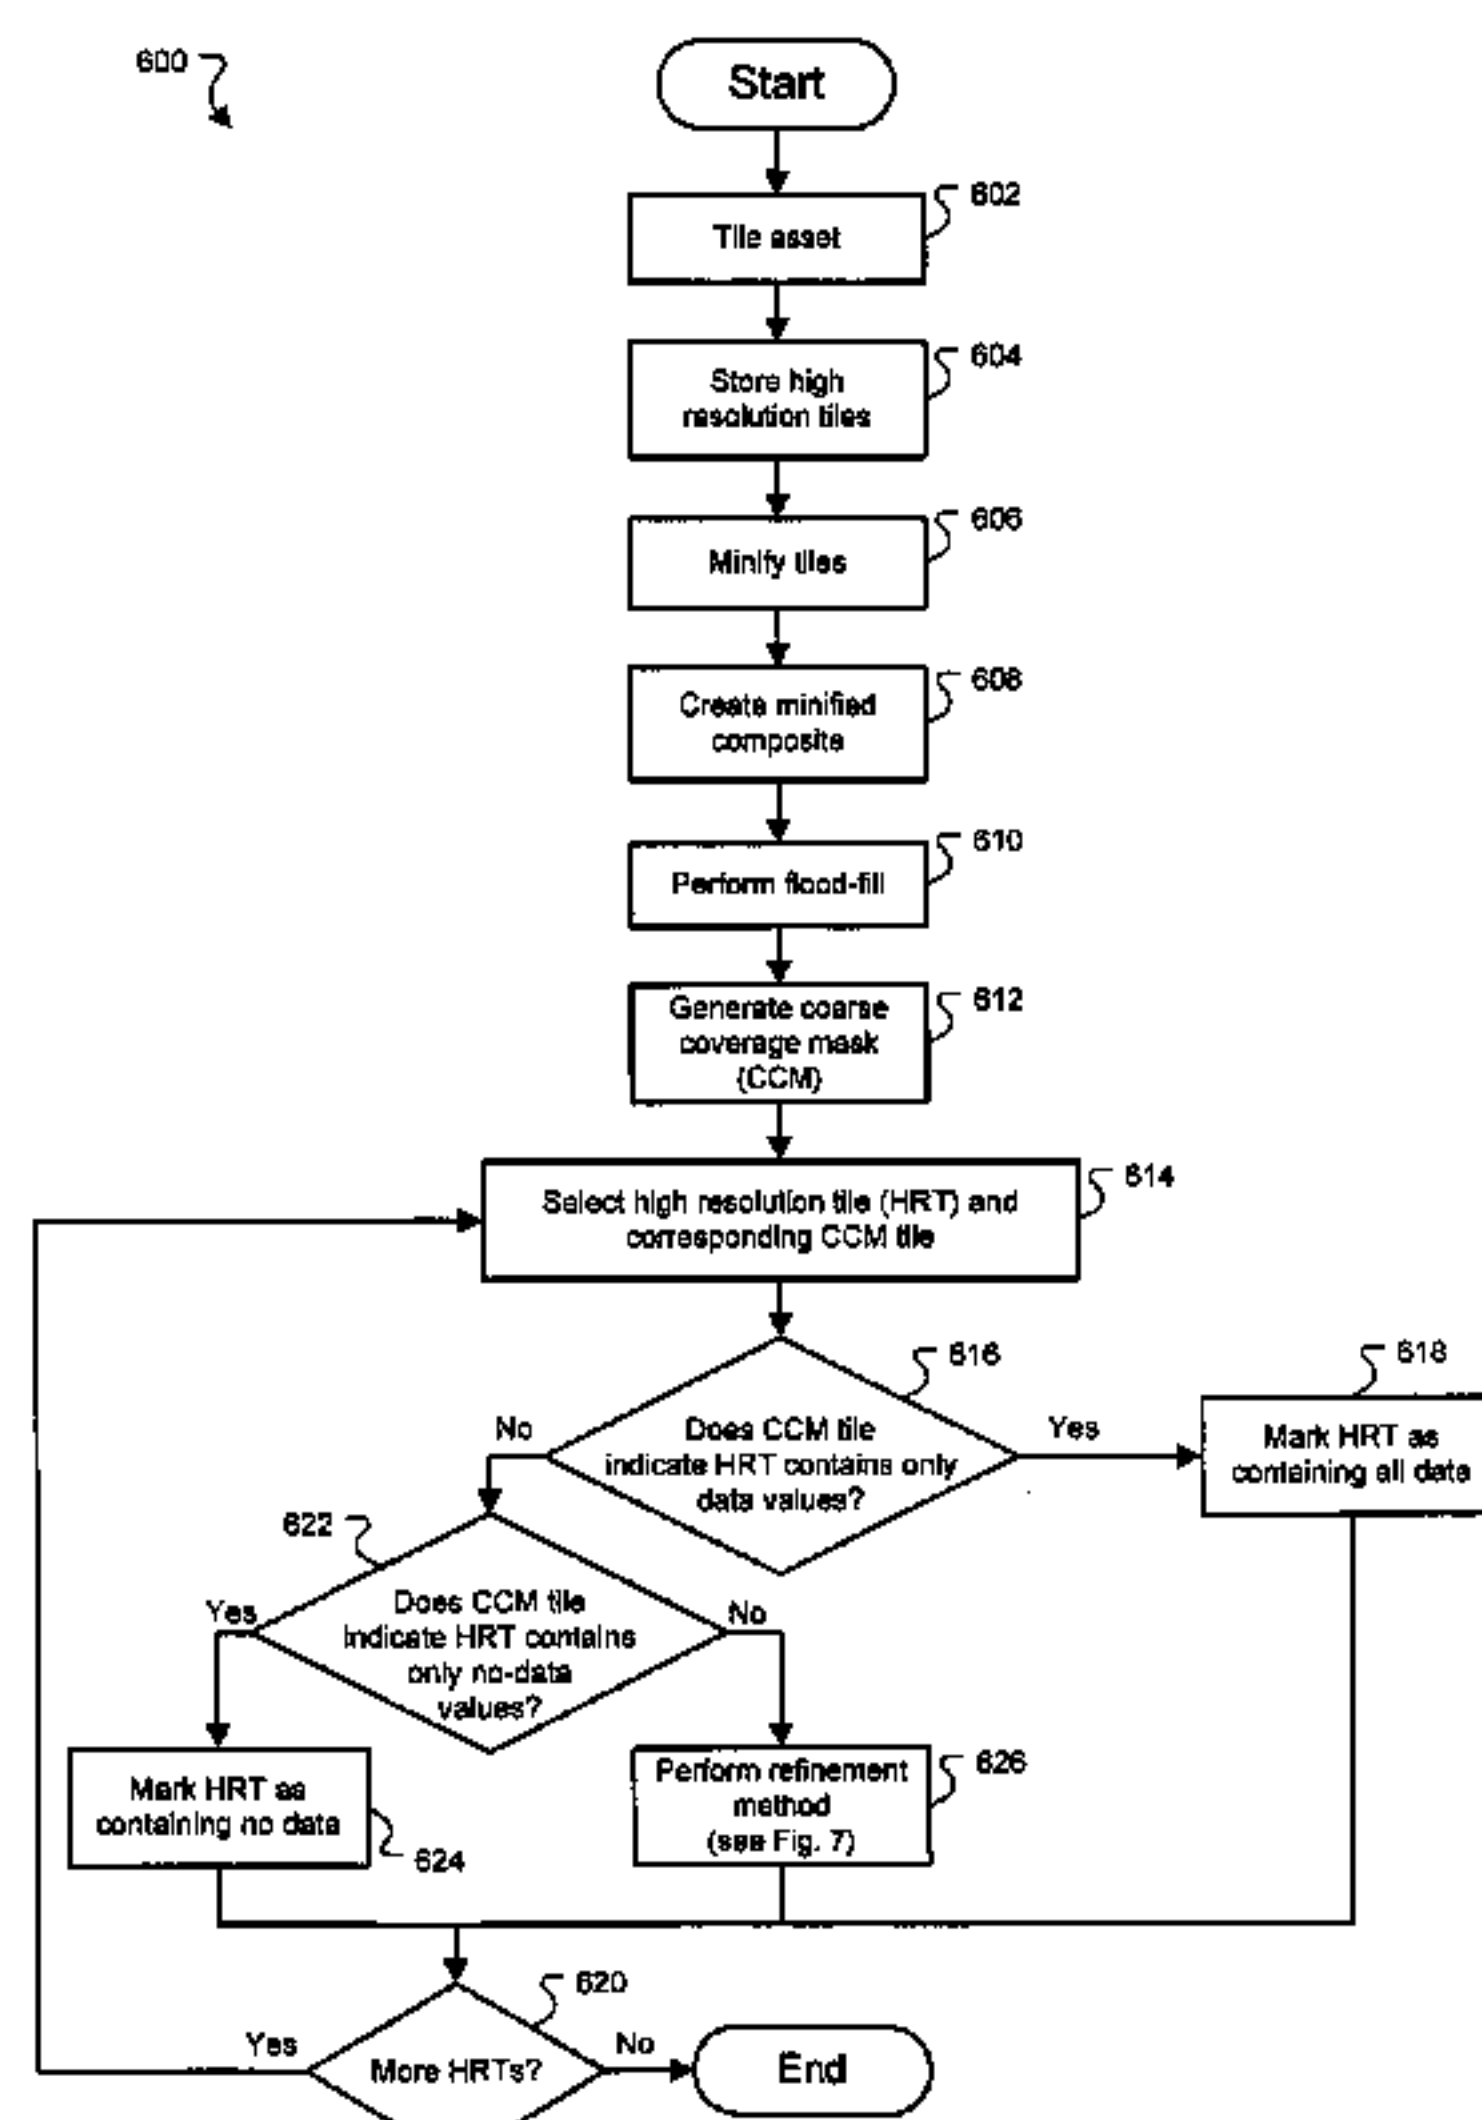 600
Start
602
Tile asset
604
Store high
resolution tiles
606
Minify tiles
608
Create minified
composite
610
Perform flood-fill
612
Generate coarse
coverage mask
(CCM)
614
Select high resolution tile (HRT) and
corresponding CCM tile
616
Does CCM tile
indicate HRT contains only
data values?
No
Yes
618
Mark HRT as
containing all data
622
Does CCM tile
indicate HRT contains
only no-data
values?
Yes
No
Mark HRT as
containing no data
624
Perform refinement
method
(see Fig. 7)
626
620
More HRTs?
Yes
No
End